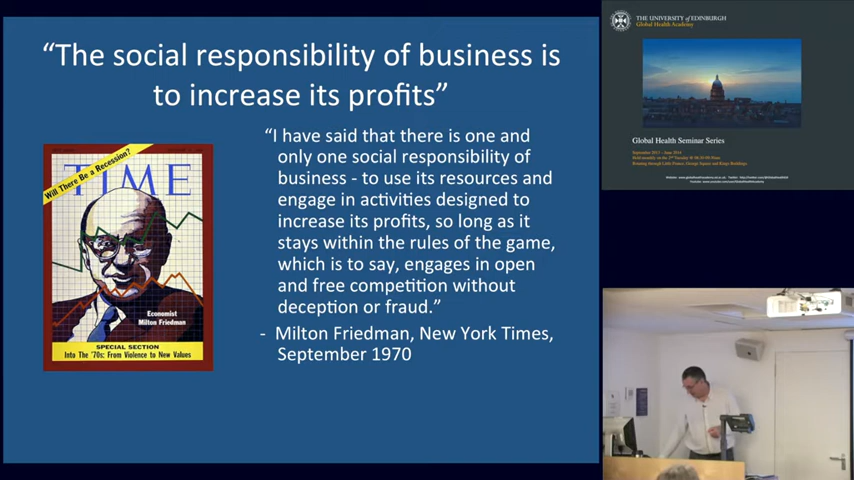 “The social responsibility of business is
to increase its profits”
Will There Be a Recession?
TIME
Economist
Milton Friedman
SPECIAL SECTION
Into The '70s: From Violence to New Values
“I have said that there is one and
only one social responsibility of
business - to use its resources and
engage in activities designed to
increase its profits, so long as it
stays within the rules of the game,
which is to say, engages in open
and free competition without
deception or fraud.”
- Milton Friedman, New York Times,
September 1970
THE UNIVERSITY of EDINBURGH
Global Health Academy
Global Health Seminar Series